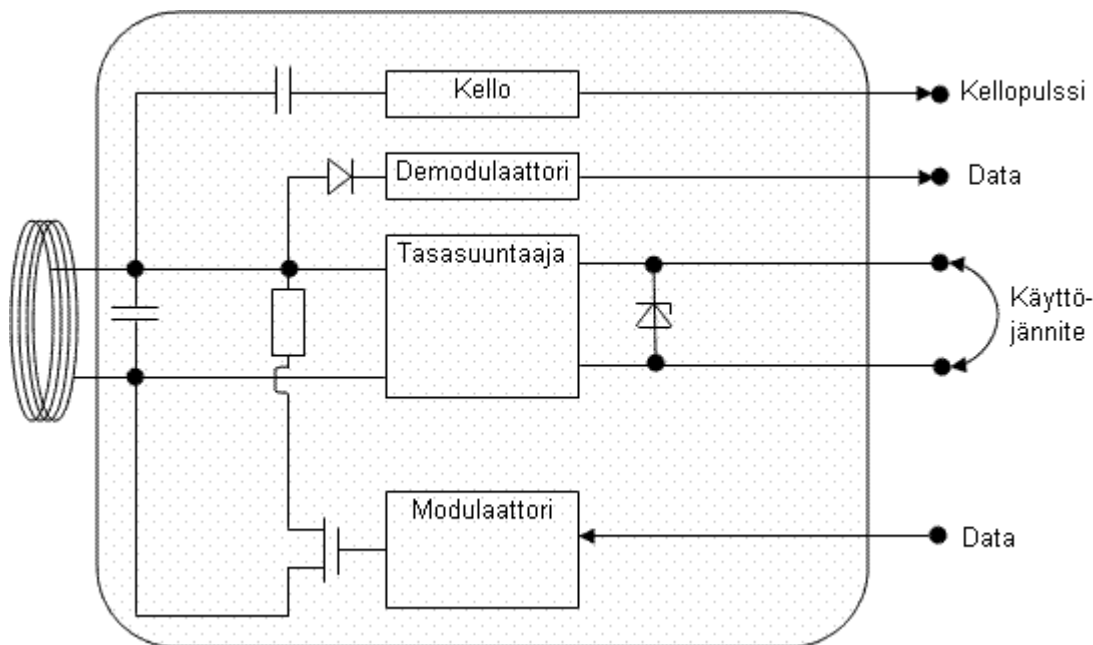 Kello
Kellopulssi
Demodulaattori
Data
Tasasuuntaaja
Käyttö-
jännite
Modulaattori
Data